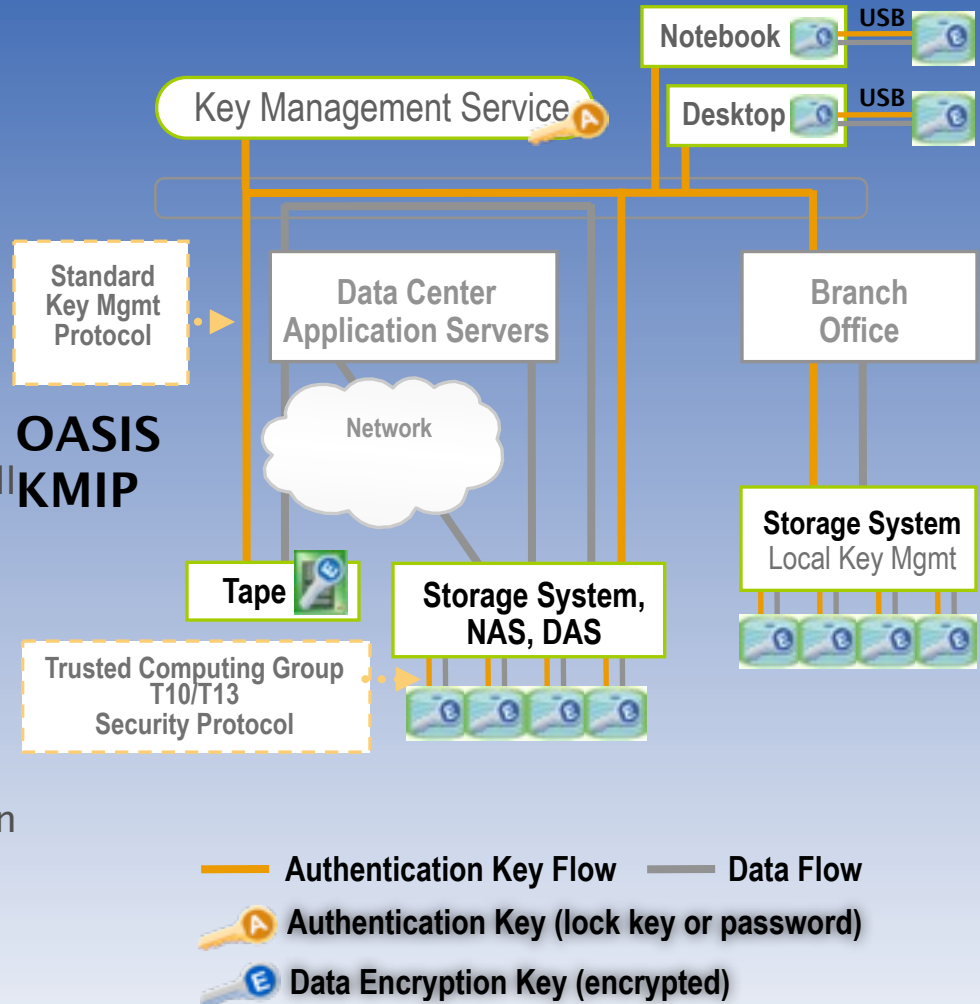 Notebook
USB
Key Management Service
A
Desktop
USB
Standard
Key Mgmt
Protocol
Data Center
Application Servers
Branch
Office
Network
OASIS
KMIP
Tape
E
Storage System,
NAS, DAS
Storage System
Local Key Mgmt
E
E
E
E
Trusted Computing Group
T10/T13
Security Protocol
E
E
E
E
n
Authentication Key Flow
Data Flow
A
Authentication Key (lock key or password)
E
Data Encryption Key (encrypted)